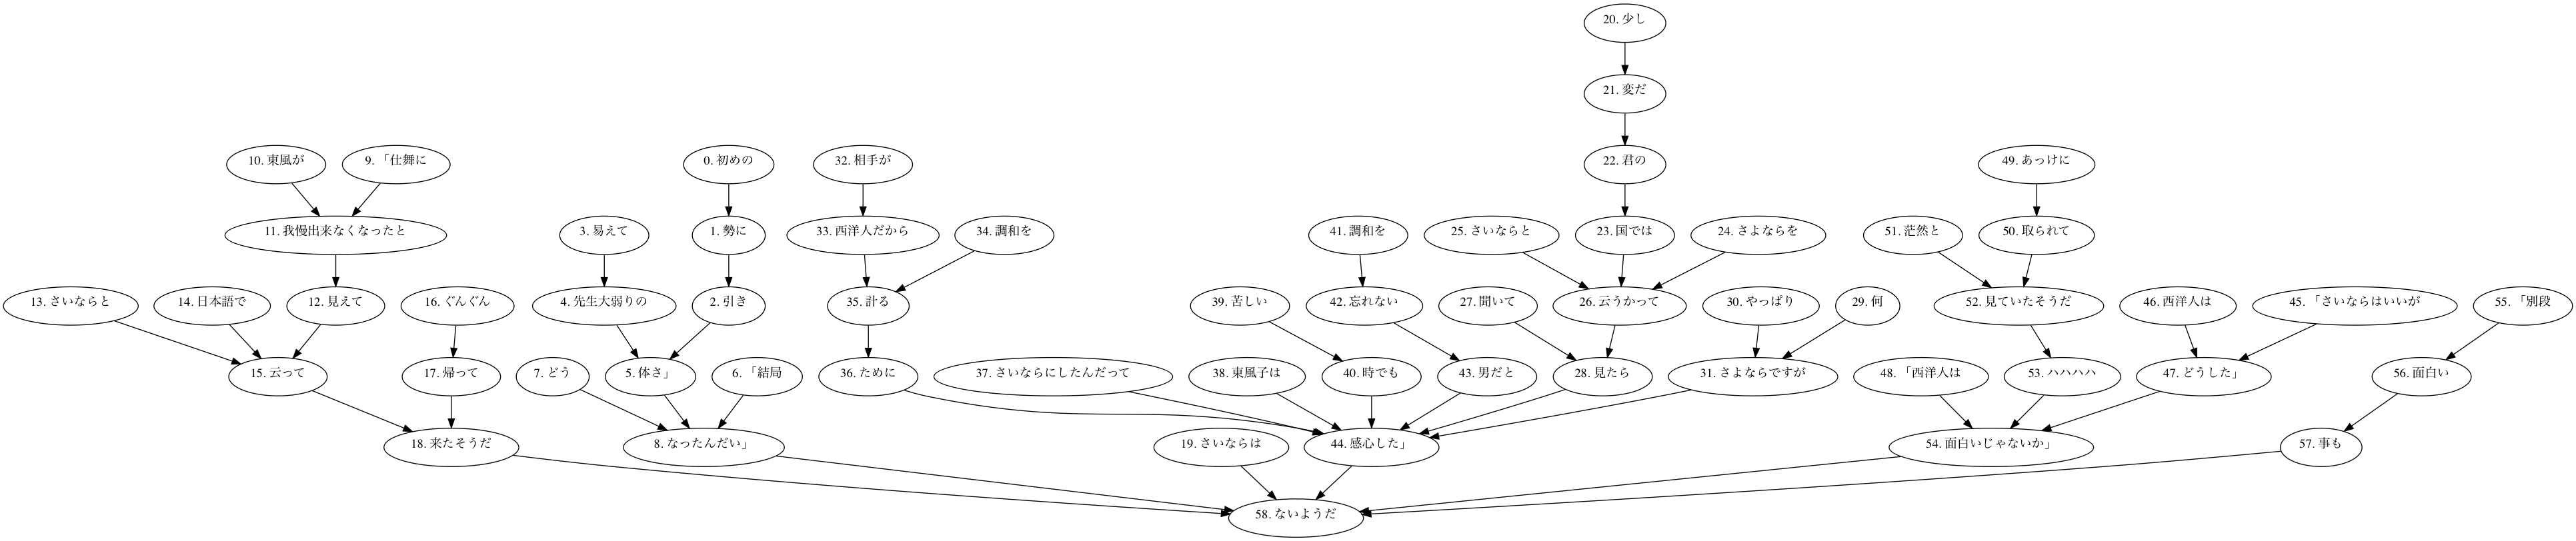 20. 少し
21. 変だ
10. 東風が
9. 「仕舞に
0. 初めの
32. 相手が
22. 君の
49. あっけに
11. 我慢出来なくなったと
3. 易えて
1. 勢に
33. 西洋人だから
34. 調和を
41. 調和を
25. さいならと
23. 国では
24. さよならを
51. 茫然と
50. 取られて
13. さいならと
14. 日本語で
12. 見えて
16. ぐんぐん
4. 先生大弱りの
2. 引き
35. 計る
39. 苦しい
42. 忘れない
27. 聞いて
26. 云うかって
30. やっぱり
29. 何
52. 見ていたそうだ
46. 西洋人は
45. 「さいならはいいが
55. 「別段
15. 云って
17. 帰って
7. どう
5. 体さ」
6. 「結局
36. ために
37. さいならにしたんだって
38. 東風子は
40. 時でも
43. 男だと
28. 見たら
31. さよならですが
48. 「西洋人は
53. ハハハハ
47. どうした」
56. 面白い
18. 来たそうだ
8. なったんだい」
19. さいならは
44. 感心した」
54. 面白いじゃないか」
57. 事も
58. ないようだ